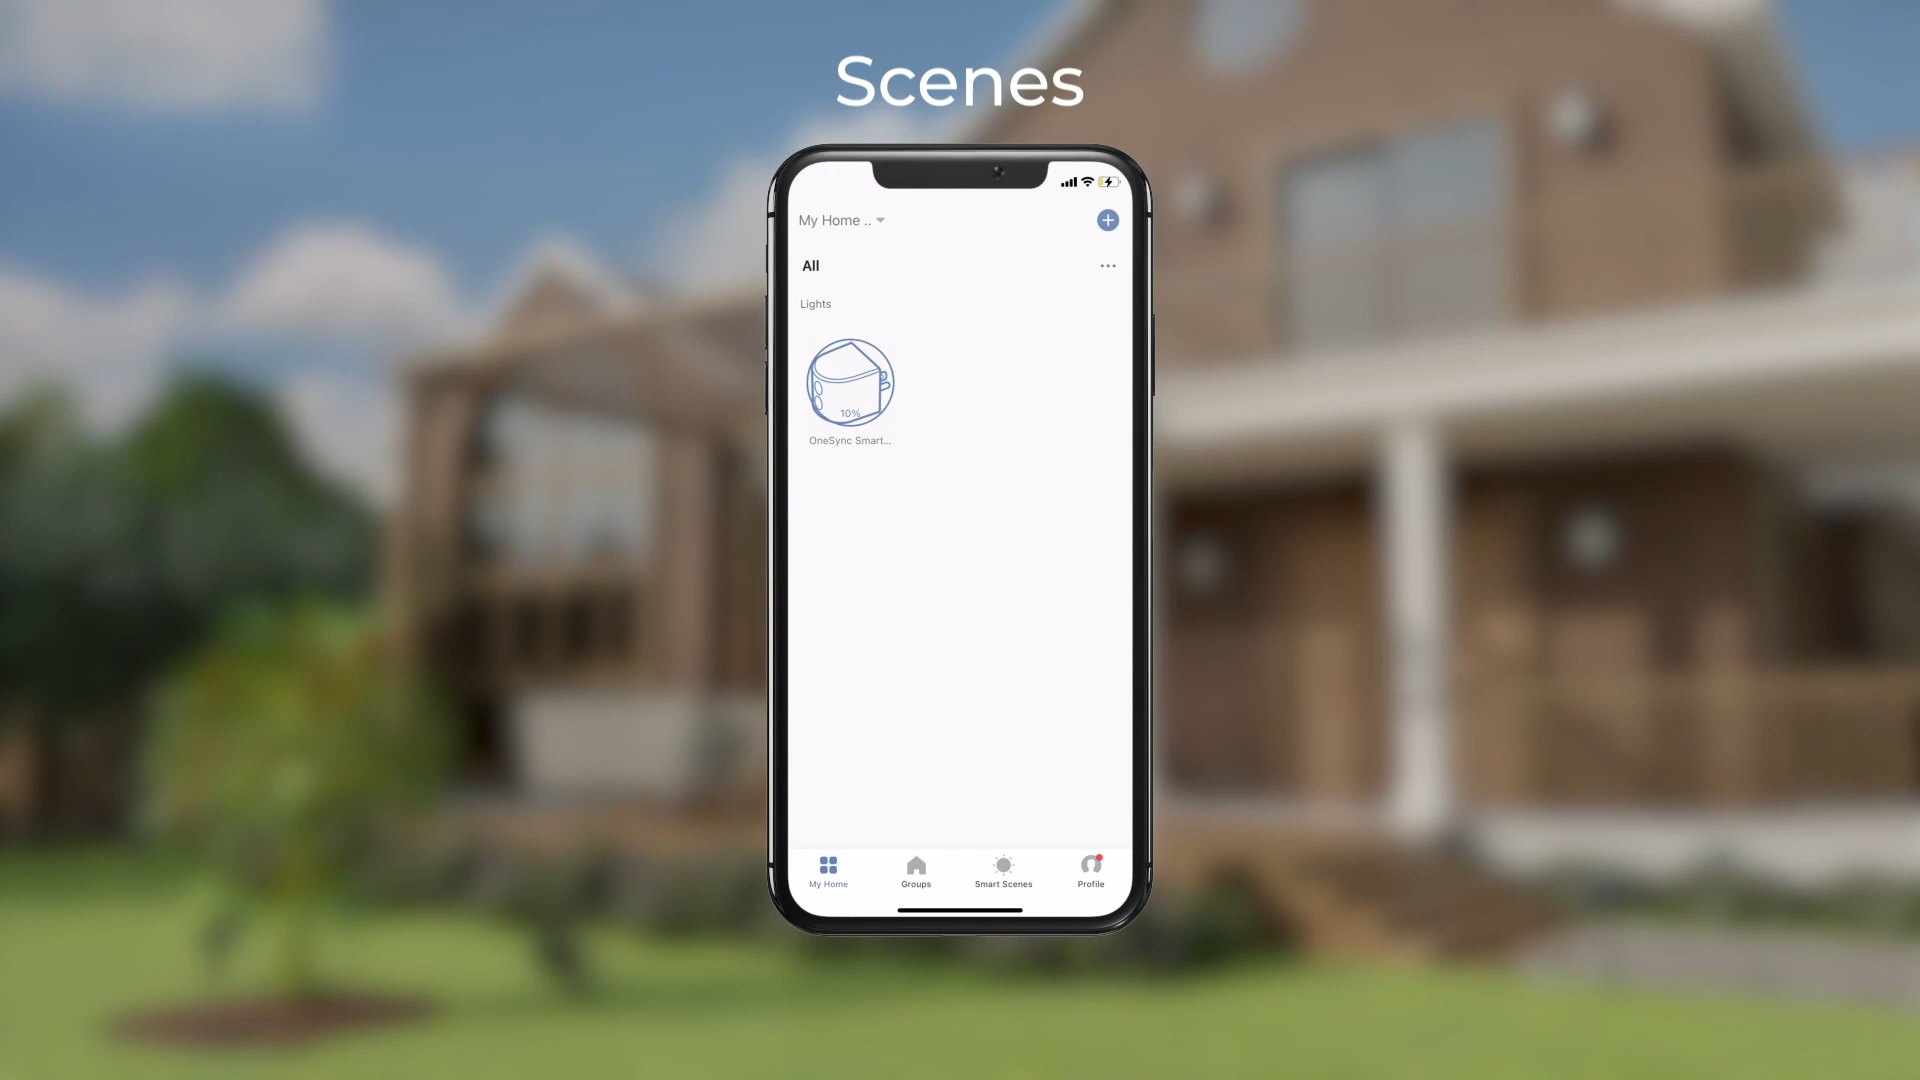 Scenes
My Home ..
All
Lights
10%
OneSync Smart...
My Home
Groups
Smart Scenes
Profile